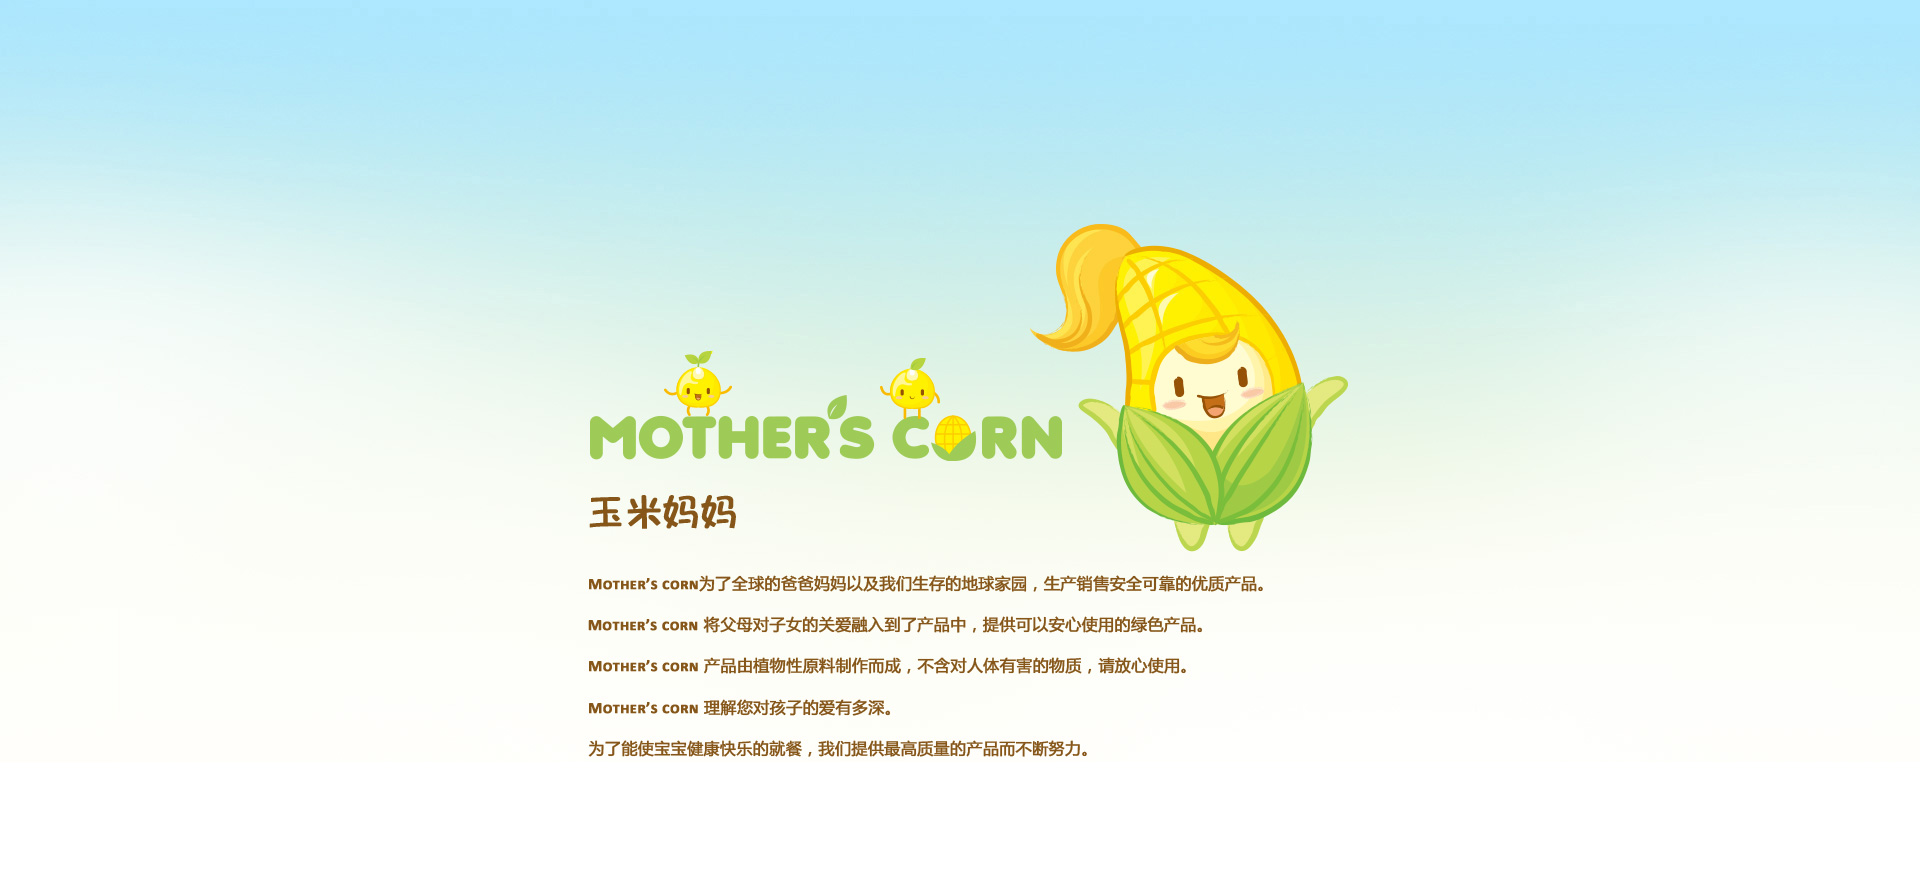 MOTHER'S CORN
玉米妈妈
MOTHER'S CORN为了全球的爸爸妈妈以及我们生存的地球家园，生产销售安全可靠的优质产品。
MOTHER'S CORN 将父母对子女的关爱融入到了产品中，提供可以安心使用的绿色产品。
MOTHER'S CORN 产品由植物性原料制作而成，不含对人体有害的物质，请放心使用。
MOTHER'S CORN 理解您对孩子的爱有多深。
为了能使宝宝健康快乐的就餐，我们提供最高质量的产品而不断努力。